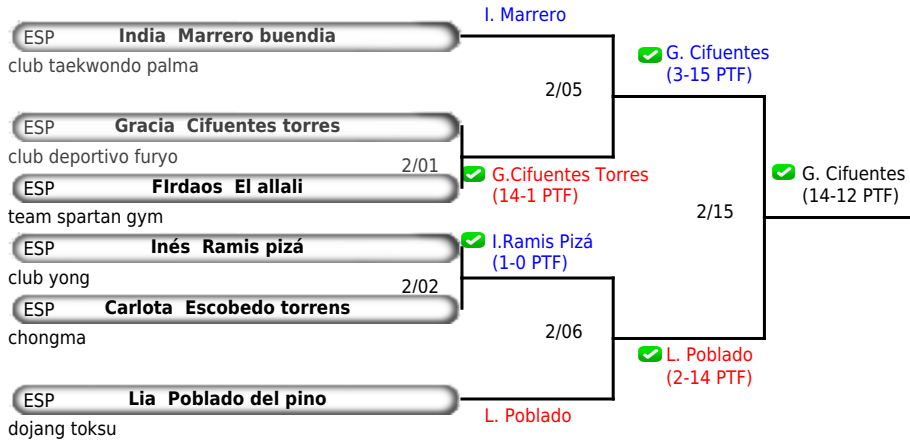 I. Marrero
ESP India Marrero buendia
club taekwondo palma
G. Cifuentes
(3-15 PTF)
2/05
ESP Gracia Cifuentes torres
club deportivo furyo
2/01
G.Cifuentes Torres
(14-1 PTF)
ESP FIrdaos El allali
team spartan gym
G. Cifuentes
(14-12 PTF)
2/15
ESP Inés Ramis pizá
club yong
I.Ramis Pizá
(1-0 PTF)
2/02
ESP Carlota Escobedo torrens
chongma
2/06
L. Poblado
(2-14 PTF)
ESP Lia Poblado del pino
dojang toksu
L. Poblado